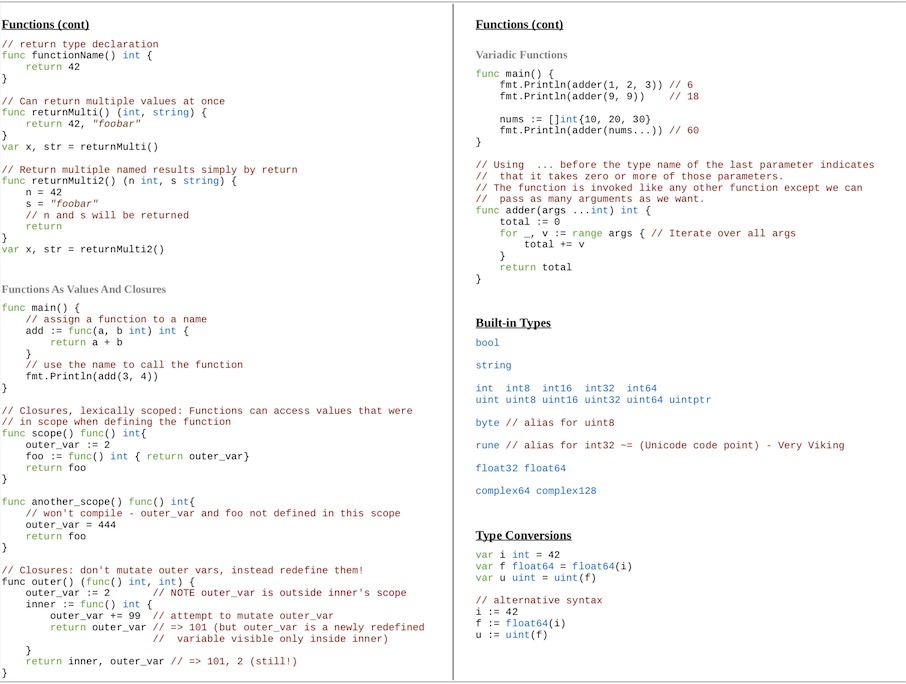 Functions (cont)
// return type declaration
func functionName() int {
    return 42
}
// Can return multiple values at once
func returnMulti() (int, string) {
    return 42, "foobar"
}
var x, str = returnMulti()
// Return multiple named results simply by return
func returnMulti2() (n int, s string) {
    n = 42
    s = "foobar"
    // n and s will be returned
    return
}
var x, str = returnMulti2()
Functions As Values And Closures
func main() {
    // assign a function to a name
    add := func(a, b int) int {
        return a + b
    }
    // use the name to call the function
    fmt.Println(add(3, 4))
}
// Closures, lexically scoped: Functions can access values that were
// in scope when defining the function
func scope() func() int{
    outer_var := 2
    foo := func() int { return outer_var}
    return foo
}
func another_scope() func() int{
    // won't compile - outer_var and foo not defined in this scope
    outer_var = 444
    return foo
}
// Closures: don't mutate outer vars, instead redefine them!
func outer() (func() int, int) {
    outer_var := 2       // NOTE outer_var is outside inner's scope
    inner := func() int {
        outer_var += 99  // attempt to mutate outer_var
        return outer_var // => 101 (but outer_var is a newly redefined
                         //  variable visible only inside inner)
    }
    return inner, outer_var // => 101, 2 (still!)
}
Functions (cont)
Variadic Functions
func main() {
    fmt.Println(adder(1, 2, 3)) // 6
    fmt.Println(adder(9, 9))    // 18
    nums := []int{10, 20, 30}
    fmt.Println(adder(nums...)) // 60
}
// Using  ... before the type name of the last parameter indicates
//  that it takes zero or more of those parameters.
// The function is invoked like any other function except we can
//  pass as many arguments as we want.
func adder(args ...int) int {
    total := 0
    for _, v := range args { // Iterate over all args
        total += v
    }
    return total
}
Built-in Types
bool
string
int  int8  int16  int32  int64
uint uint8 uint16 uint32 uint64 uintptr
byte // alias for uint8
rune // alias for int32 ~= (Unicode code point) - Very Viking
float32 float64
complex64 complex128
Type Conversions
var i int = 42
var f float64 = float64(i)
var u uint = uint(f)
// alternative syntax
i := 42
f := float64(i)
u := uint(f)